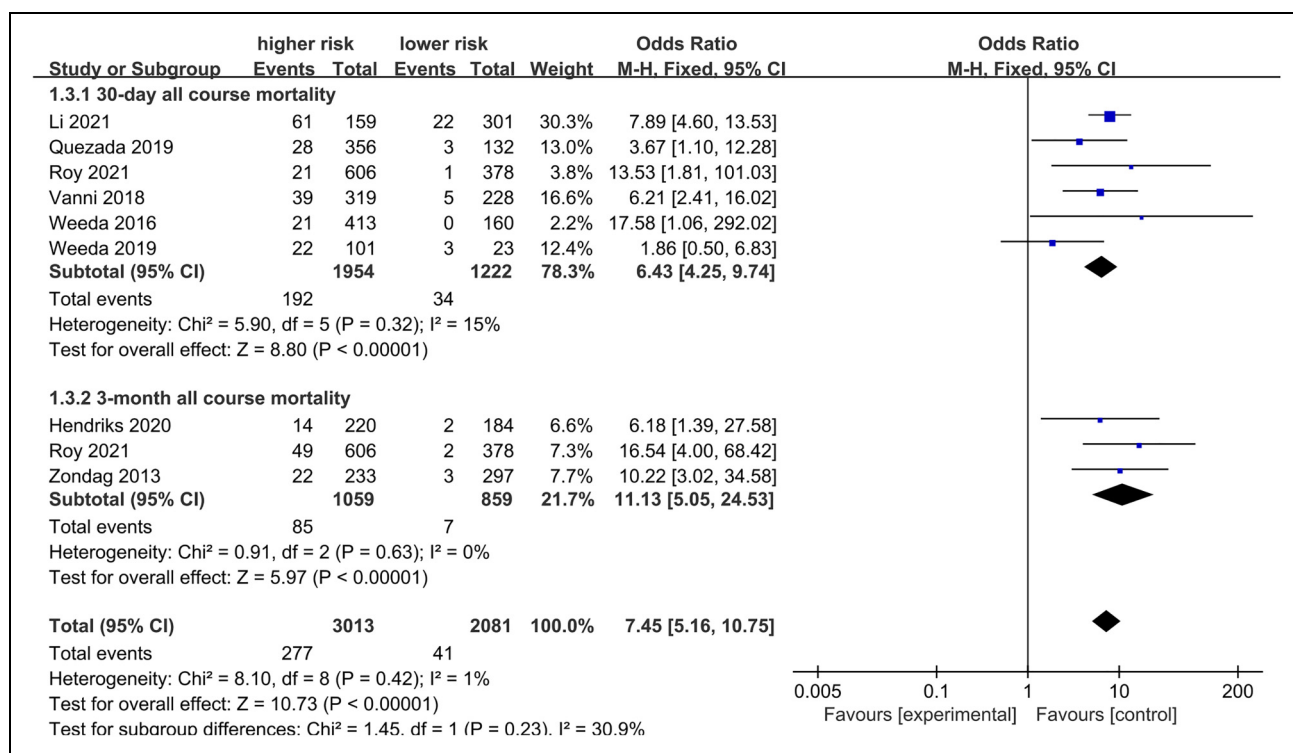 higher risk lower risk Odds Ratio Odds Ratio
Study or Subgroup Events Total Events Total Weight M-H, Fixed, 95% CI M-H, Fixed, 95% CI
1.3.1 30-day all course mortality
Li 2021 61 159 22 301 30.3% 7.89 [4.60, 13.53]
Quezada 2019 28 356 3 132 13.0% 3.67 [1.10, 12.28]
Roy 2021 21 606 1 378 3.8% 13.53 [1.81, 101.03]
Vanni 2018 39 319 5 228 16.6% 6.21 [2.41, 16.02]
Weeda 2016 21 413 0 160 2.2% 17.58 [1.06, 292.02]
Weeda 2019 22 101 3 23 12.4% 1.86 [0.50, 6.83]
Subtotal (95% CI) 1954 1222 78.3% 6.43 [4.25, 9.74]
Total events 192 34
Heterogeneity: Chi² = 5.90, df = 5 (P = 0.32); I² = 15%
Test for overall effect: Z = 8.80 (P < 0.00001)
1.3.2 3-month all course mortality
Hendriks 2020 14 220 2 184 6.6% 6.18 [1.39, 27.58]
Roy 2021 49 606 2 378 7.3% 16.54 [4.00, 68.42]
Zondag 2013 22 233 3 297 7.7% 10.22 [3.02, 34.58]
Subtotal (95% CI) 1059 859 21.7% 11.13 [5.05, 24.53]
Total events 85 7
Heterogeneity: Chi² = 0.91, df = 2 (P = 0.63); I² = 0%
Test for overall effect: Z = 5.97 (P < 0.00001)
Total (95% CI) 3013 2081 100.0% 7.45 [5.16, 10.75]
Total events 277 41
Heterogeneity: Chi² = 8.10, df = 8 (P = 0.42); I² = 1%
Test for overall effect: Z = 10.73 (P < 0.00001)
Test for subgroup differences: Chi² = 1.45, df = 1 (P = 0.23), I² = 30.9%
0.005 0.1 1 10 200
Favours [experimental] Favours [control]